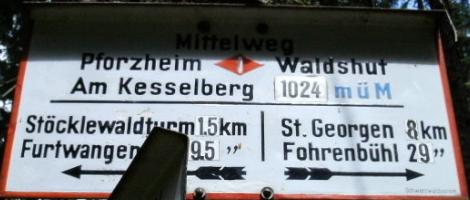 Mittelweg
Pforzheim Waldshut
Am Kesselberg 1024 m ü M
Stöcklewaldturm 1.5 km
Furtwangen 9.5 "
St. Georgen 8 km
Fohrenbühl 29 "